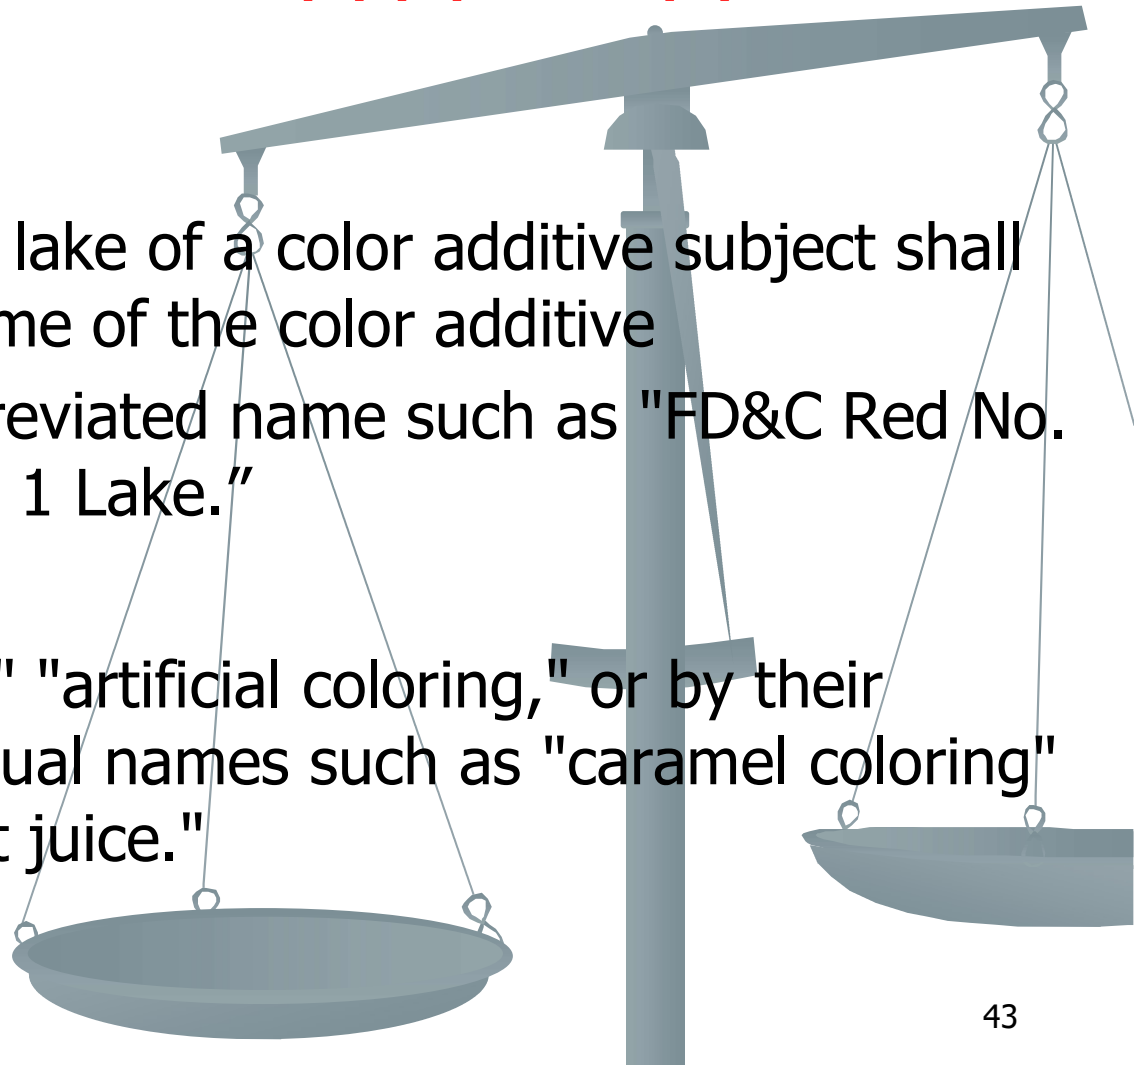 lake of a color additive subject shall
me of the color additive
reviated name such as "FD&C Red No.
1 Lake.”
" "artificial coloring," or by their
ual names such as "caramel coloring"
t juice."
43